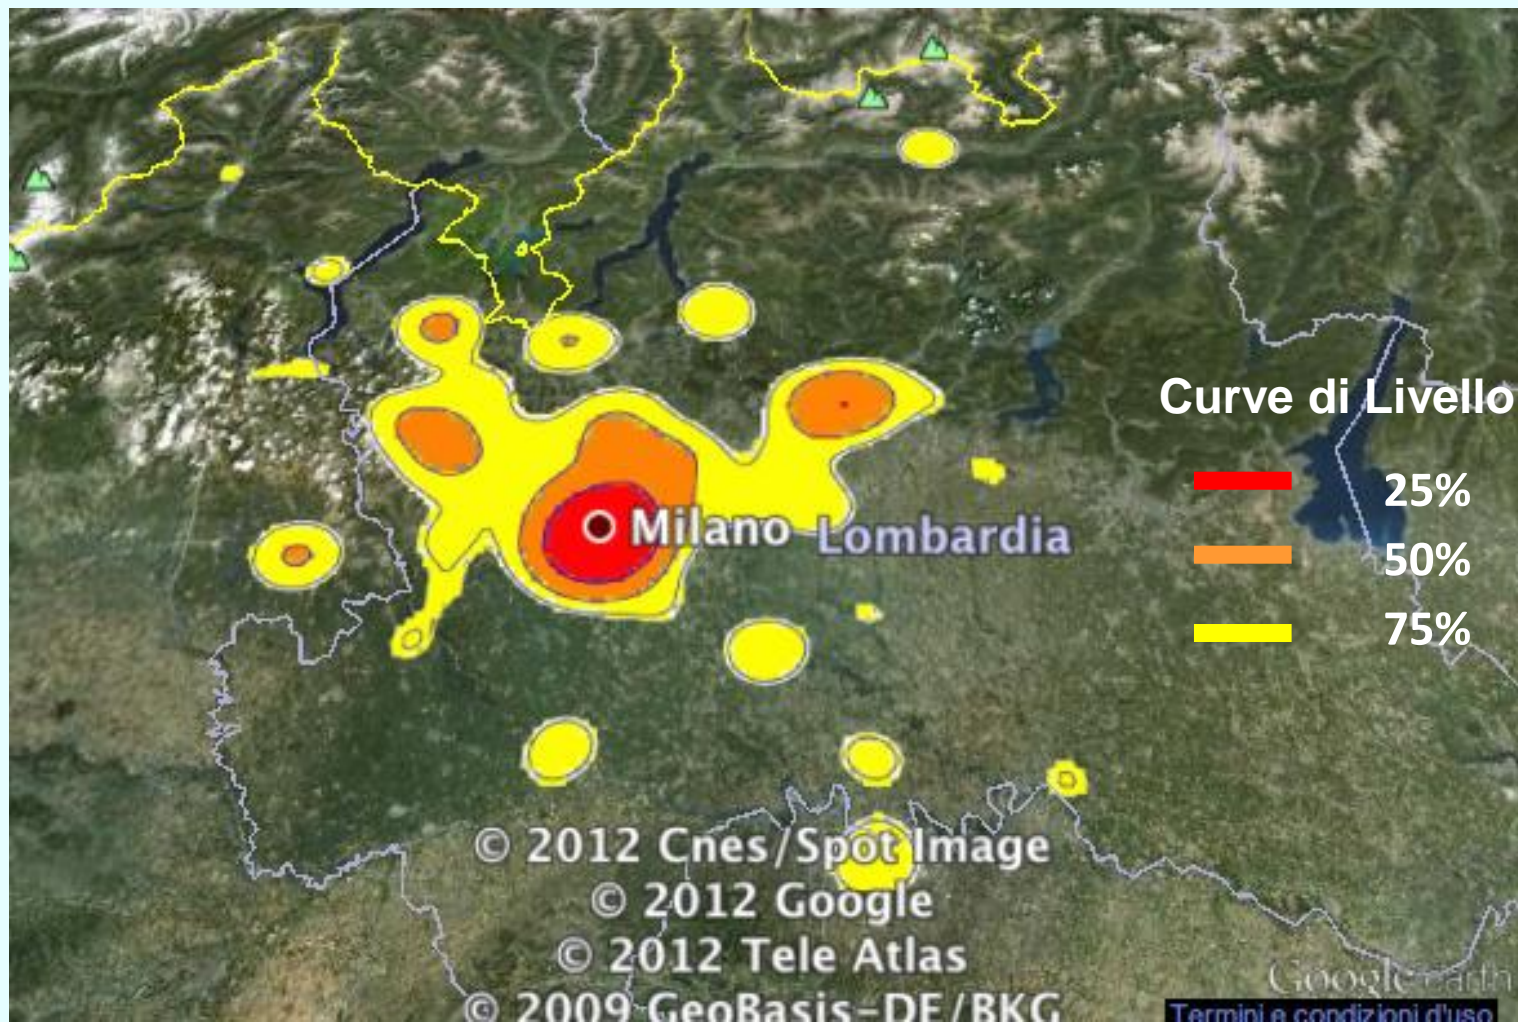 Curve di Livello
25%
Milano Lombardia
50%
75%
© 2012 Cnes/Spot Image
© 2012 Google
© 2012 Tele Atlas
Google earth
© 2009 GeoBasis-DE/BKG
Termini e condizioni d'uso